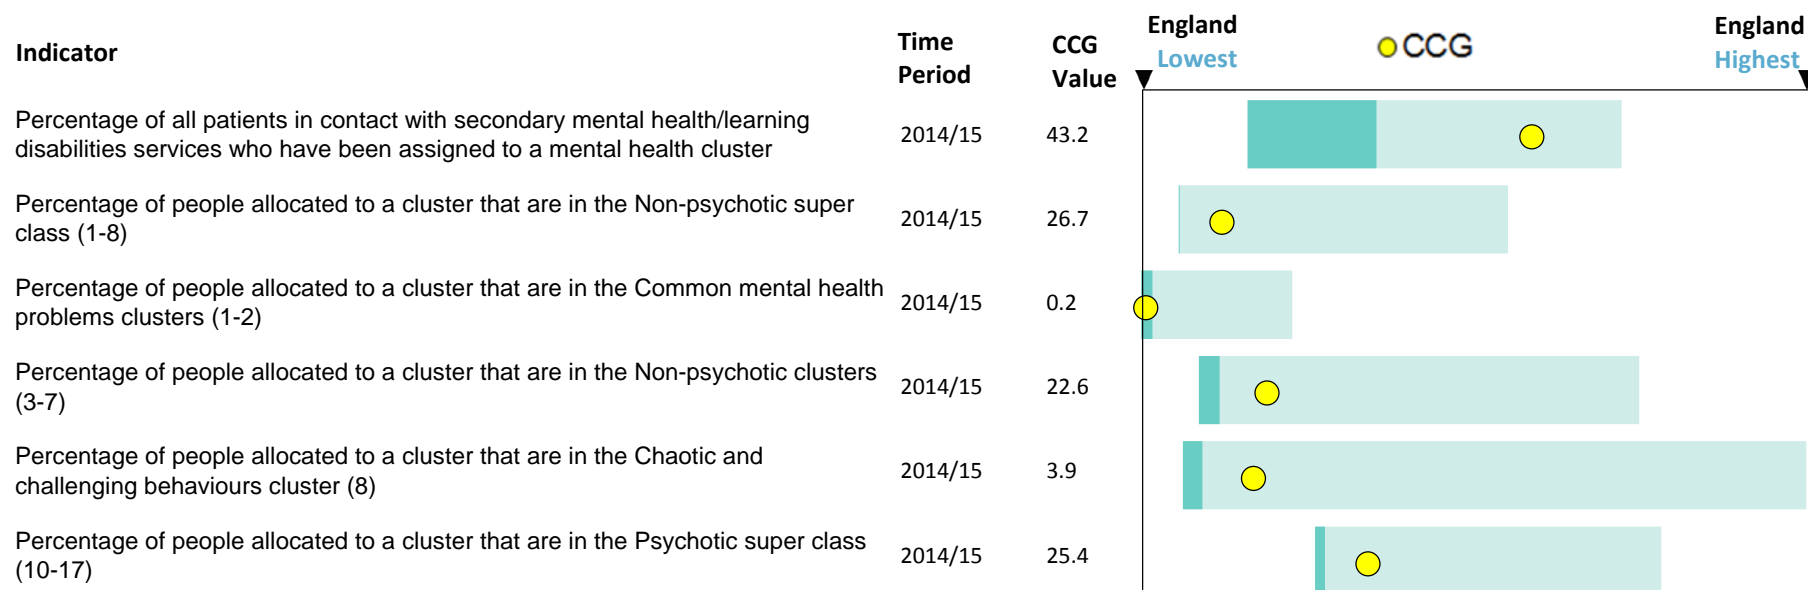 Indicator
Time
Period
CCG
Value
England
Lowest
CCG
England
Highest
Percentage of all patients in contact with secondary mental health/learning
disabilities services who have been assigned to a mental health cluster
2014/15
43.2
Percentage of people allocated to a cluster that are in the Non-psychotic super
class (1-8)
2014/15
26.7
Percentage of people allocated to a cluster that are in the Common mental health
problems clusters (1-2)
2014/15
0.2
Percentage of people allocated to a cluster that are in the Non-psychotic clusters
(3-7)
2014/15
22.6
Percentage of people allocated to a cluster that are in the Chaotic and
challenging behaviours cluster (8)
2014/15
3.9
Percentage of people allocated to a cluster that are in the Psychotic super class
(10-17)
2014/15
25.4